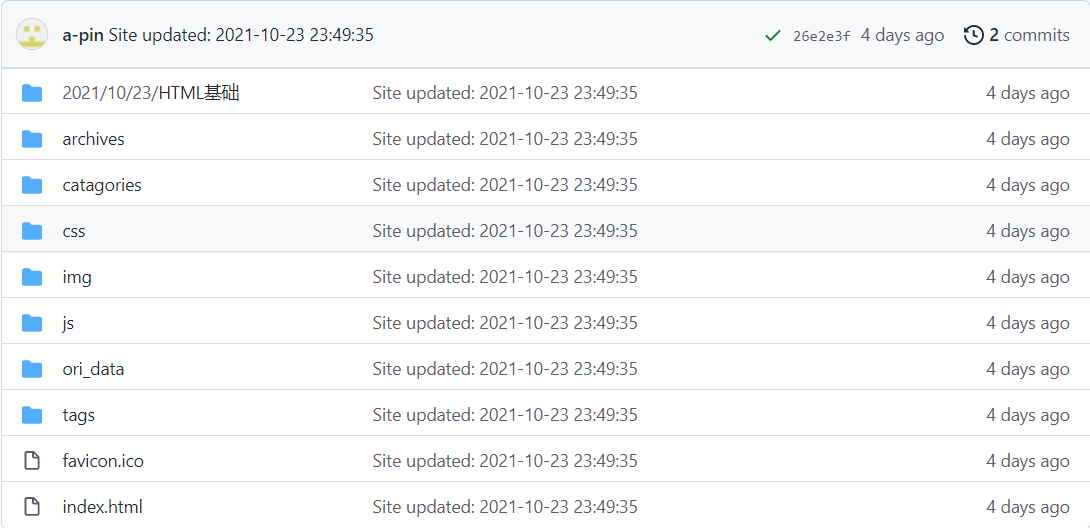 a-pin Site updated: 2021-10-23 23:49:35 26e2e3f 4 days ago 2 commits
2021/10/23/HTML基础 Site updated: 2021-10-23 23:49:35 4 days ago
archives Site updated: 2021-10-23 23:49:35 4 days ago
catagories Site updated: 2021-10-23 23:49:35 4 days ago
css Site updated: 2021-10-23 23:49:35 4 days ago
img Site updated: 2021-10-23 23:49:35 4 days ago
js Site updated: 2021-10-23 23:49:35 4 days ago
ori_data Site updated: 2021-10-23 23:49:35 4 days ago
tags Site updated: 2021-10-23 23:49:35 4 days ago
favicon.ico Site updated: 2021-10-23 23:49:35 4 days ago
index.html Site updated: 2021-10-23 23:49:35 4 days ago